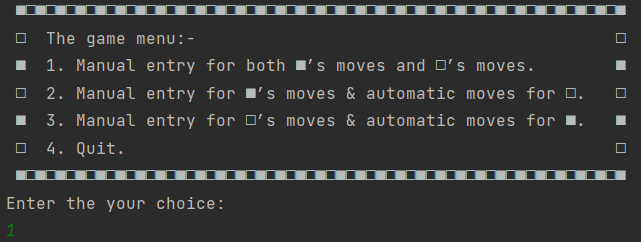 ■□■□■□■□■□■□■□■□■□■□■□■□■□■□■□■□■□■□■□■□■□■□■□■□■□■□■□■□■□■□■
□ The game menu:- □
■ 1. Manual entry for both ■’s moves and □’s moves. ■
□ 2. Manual entry for ■’s moves & automatic moves for □. □
■ 3. Manual entry for □’s moves & automatic moves for ■. ■
□ 4. Quit. □
■□■□■□■□■□■□■□■□■□■□■□■□■□■□■□■□■□■□■□■□■□■□■□■□■□■□■□■□■□■□■
Enter the your choice:
1